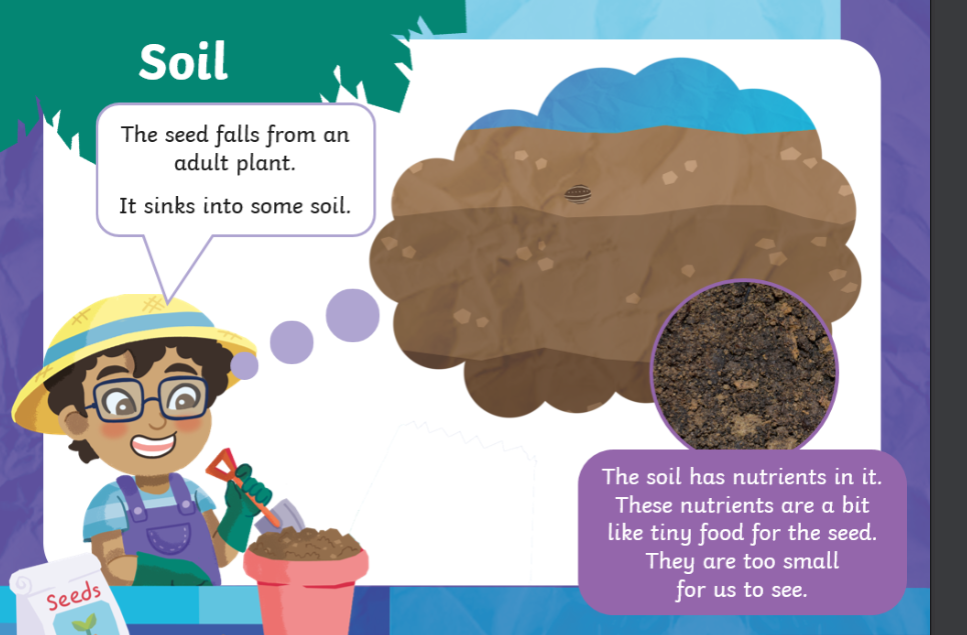 Soil
The seed falls from an
adult plant.
It sinks into some soil.
The soil has nutrients in it.
These nutrients are a bit
like tiny food for the seed.
They are too small
for us to see.
Seeds